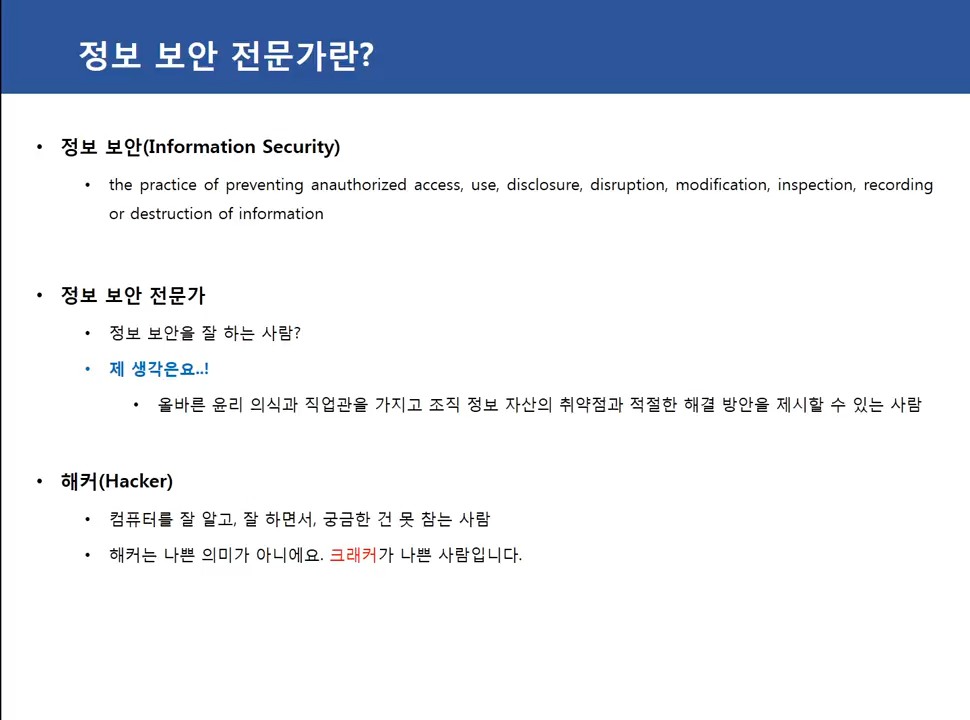 정보 보안 전문가란?
• 정보 보안(Information Security)
• the practice of preventing anauthorized access, use, disclosure, disruption, modification, inspection, recording
or destruction of information
• 정보 보안 전문가
• 정보 보안을 잘 하는 사람?
• 제 생각은요..!
• 올바른 윤리 의식과 직업관을 가지고 조직 정보 자산의 취약점과 적절한 해결 방안을 제시할 수 있는 사람
• 해커(Hacker)
• 컴퓨터를 잘 알고, 잘 하면서, 궁금한 건 못 참는 사람
• 해커는 나쁜 의미가 아니에요. 크래커가 나쁜 사람입니다.